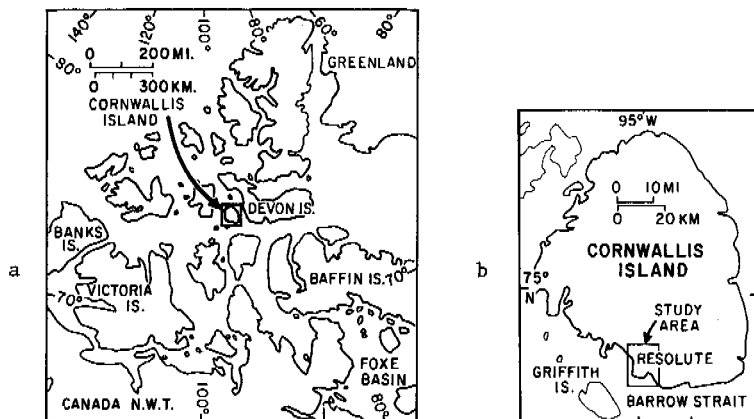 140°
120°
100°
80°
60°
80°
0 200 MI.
0 300 KM.
CORNWALLIS
ISLAND
GREENLAND
DEVON IS.
BANKS
IS.
VICTORIA
IS.
BAFFIN IS.
70°
70°
FOXE
BASIN
CANADA N.W.T.
100°
80°
a
b
95°W
0 10 MI
0 20 KM
CORNWALLIS
ISLAND
75°
N
STUDY
AREA
RESOLUTE
GRIFFITH
IS.
BARROW STRAIT